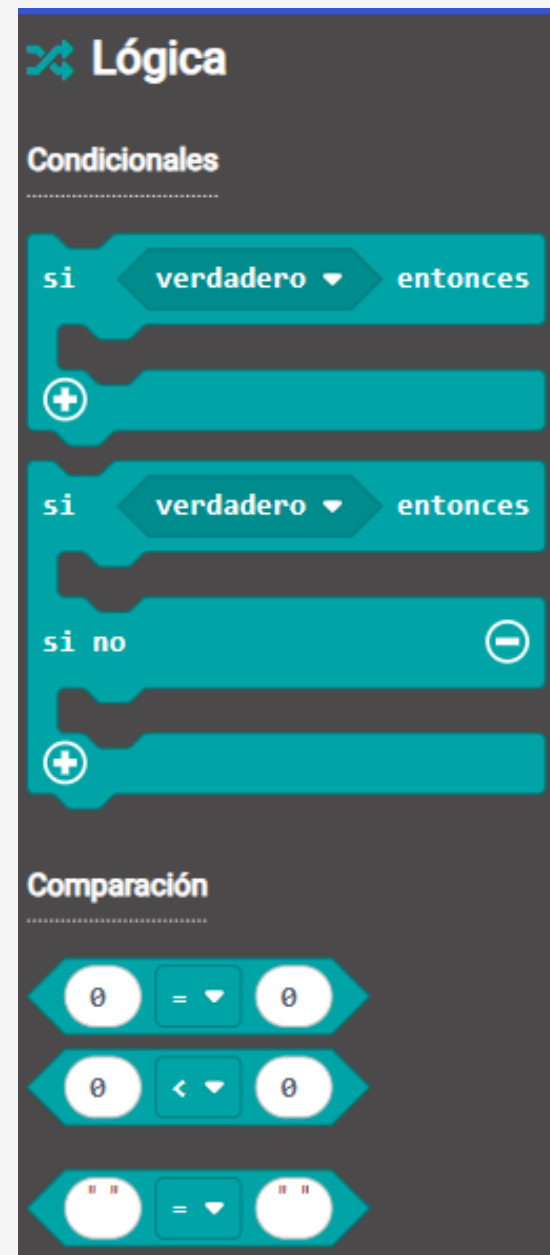 Lógica
Condicionales
si verdadero entonces
si verdadero entonces
si no
Comparación
0 = 0
0 < 0
" " = " "